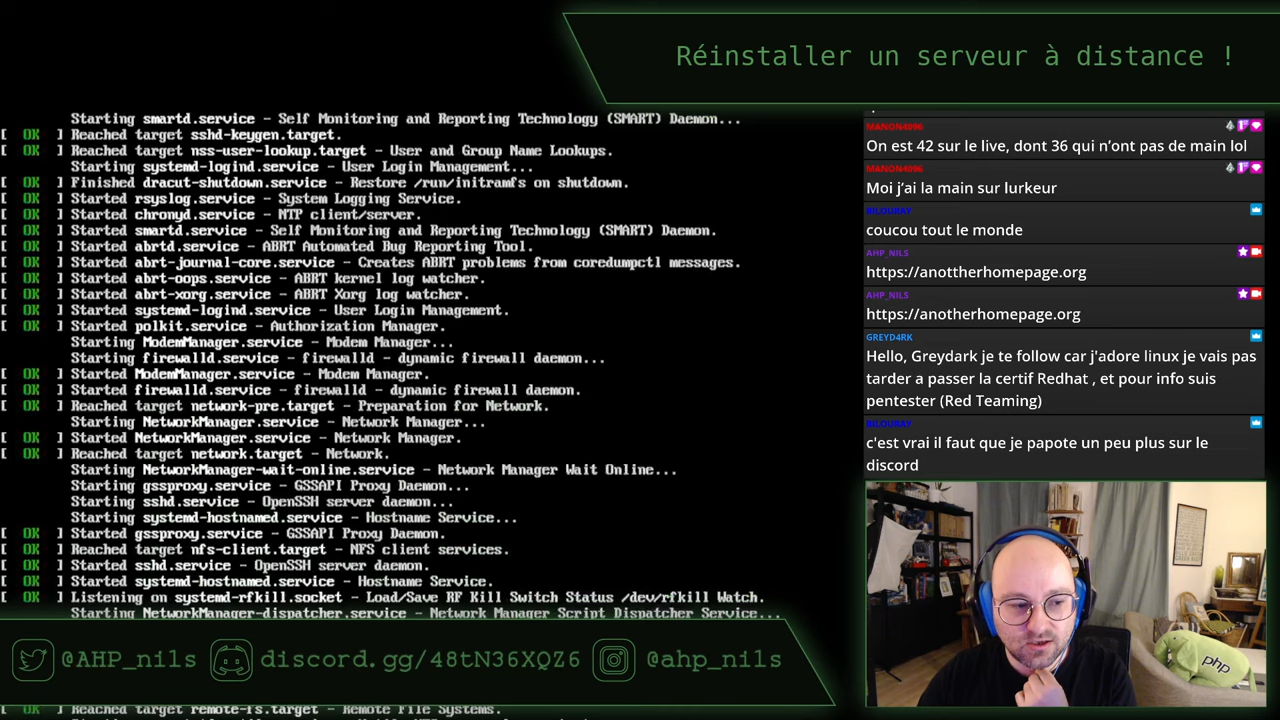 Réinstaller un serveur à distance !
Starting smartd.service - Self Monitoring and Reporting Technology (SMART) Daemon...
[  OK  ] Reached target sshd-keygen.target.
[  OK  ] Reached target nss-user-lookup.target - User and Group Name Lookups.
Starting systemd-logind.service - User Login Management...
[  OK  ] Finished dracut-shutdown.service - Restore /run/initramfs on shutdown.
[  OK  ] Started rsyslog.service - System Logging Service.
[  OK  ] Started chronyd.service - NTP client/server.
[  OK  ] Started smartd.service - Self Monitoring and Reporting Technology (SMART) Daemon.
[  OK  ] Started abrtd.service - ABRT Automated Bug Reporting Tool.
[  OK  ] Started abrt-journal-core.service - Creates ABRT problems from coredumpctl messages.
[  OK  ] Started abrt-oops.service - ABRT kernel log watcher.
[  OK  ] Started abrt-xorg.service - ABRT Xorg log watcher.
[  OK  ] Started systemd-logind.service - User Login Management.
[  OK  ] Started polkit.service - Authorization Manager.
Starting ModemManager.service - Modem Manager...
Starting firewalld.service - firewalld - dynamic firewall daemon...
[  OK  ] Started ModemManager.service - Modem Manager.
[  OK  ] Started firewalld.service - firewalld - dynamic firewall daemon.
[  OK  ] Reached target network-pre.target - Preparation for Network.
Starting NetworkManager.service - Network Manager...
[  OK  ] Started NetworkManager.service - Network Manager.
[  OK  ] Reached target network.target - Network.
Starting NetworkManager-wait-online.service - Network Manager Wait Online...
Starting gssproxy.service - GSSAPI Proxy Daemon...
Starting sshd.service - OpenSSH server daemon...
Starting systemd-hostnamed.service - Hostname Service...
[  OK  ] Started gssproxy.service - GSSAPI Proxy Daemon.
[  OK  ] Reached target nfs-client.target - NFS client services.
[  OK  ] Started sshd.service - OpenSSH server daemon.
[  OK  ] Started systemd-hostnamed.service - Hostname Service.
[  OK  ] Listening on systemd-rfkill.socket - Load/Save RF Kill Switch Status /dev/rfkill Watch.
Starting NetworkManager-dispatcher.service - Network Manager Script Dispatcher Service...
@AHP_nils discord.gg/48tN36XQZ6 @ahp_nils
[  OK  ] Reached target remote-fs.target - Remote File Systems.
MANON4096
On est 42 sur le live, dont 36 qui n’ont pas de main lol
MANON4096
Moi j’ai la main sur lurkeur
BILOURAY
coucou tout le monde
AHP_NILS
https://anottherhomepage.org
AHP_NILS
https://anotherhomepage.org
GREYD4RK
Hello, Greydark je te follow car j'adore linux je vais pas
tarder a passer la certif Redhat , et pour info suis
pentester (Red Teaming)
BILOURAY
c'est vrai il faut que je papote un peu plus sur le
discord
php